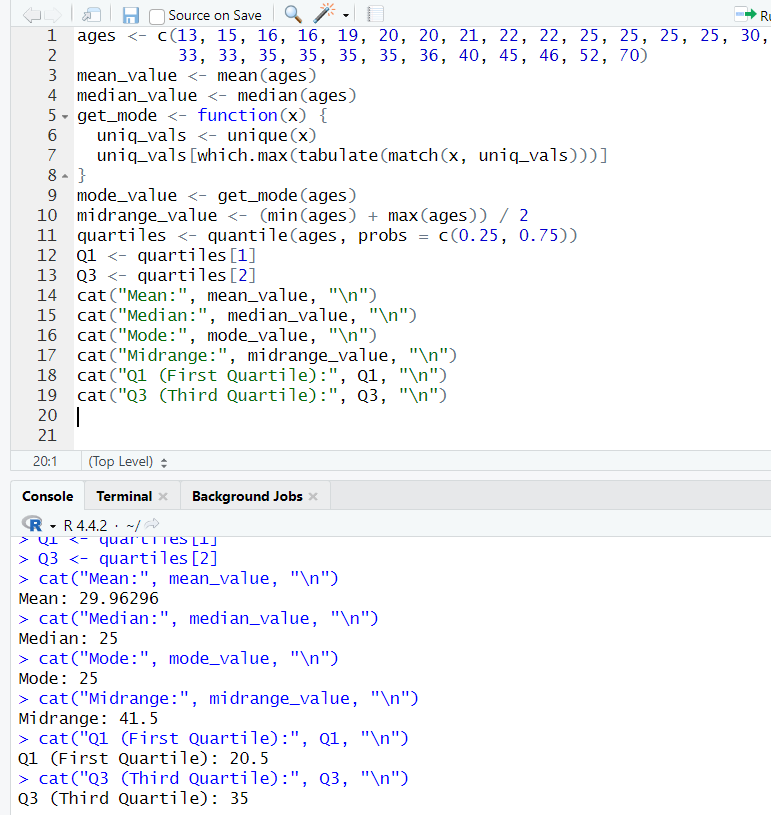 Source on Save
Ru
1 ages <- c(13, 15, 16, 16, 19, 20, 20, 21, 22, 22, 25, 25, 25, 25, 30,
2 33, 33, 35, 35, 35, 35, 36, 40, 45, 46, 52, 70)
3 mean_value <- mean(ages)
4 median_value <- median(ages)
5 get_mode <- function(x) {
6 uniq_vals <- unique(x)
7 uniq_vals[which.max(tabulate(match(x, uniq_vals)))]
8 }
9 mode_value <- get_mode(ages)
10 midrange_value <- (min(ages) + max(ages)) / 2
11 quartiles <- quantile(ages, probs = c(0.25, 0.75))
12 Q1 <- quartiles[1]
13 Q3 <- quartiles[2]
14 cat("Mean:", mean_value, "\n")
15 cat("Median:", median_value, "\n")
16 cat("Mode:", mode_value, "\n")
17 cat("Midrange:", midrange_value, "\n")
18 cat("Q1 (First Quartile):", Q1, "\n")
19 cat("Q3 (Third Quartile):", Q3, "\n")
20
21
20:1 (Top Level)
Console Terminal Background Jobs
R R 4.4.2 · ~/
> Q1 <- quartiles[1]
> Q3 <- quartiles[2]
> cat("Mean:", mean_value, "\n")
Mean: 29.96296
> cat("Median:", median_value, "\n")
Median: 25
> cat("Mode:", mode_value, "\n")
Mode: 25
> cat("Midrange:", midrange_value, "\n")
Midrange: 41.5
> cat("Q1 (First Quartile):", Q1, "\n")
Q1 (First Quartile): 20.5
> cat("Q3 (Third Quartile):", Q3, "\n")
Q3 (Third Quartile): 35